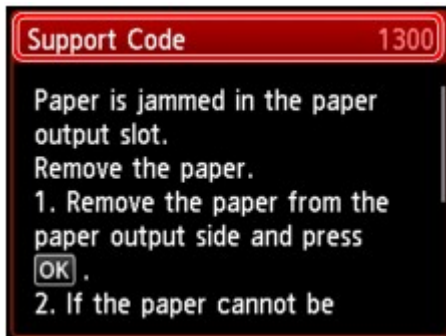 Support Code 1300
Paper is jammed in the paper
output slot.
Remove the paper.
1. Remove the paper from the
paper output side and press
OK .
2. If the paper cannot be